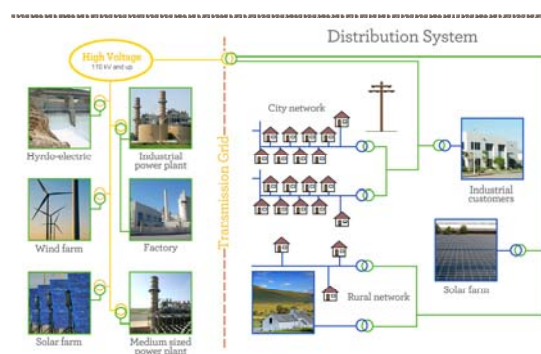 Distribution System
High Voltage
110 kV and up
City network
Hyrdo-electric
Industrial
power plant
Transmission Grid
Industrial
customers
Wind farm
Factory
Rural network
Solar farm
Solar farm
Medium sized
power plant